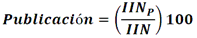 Publicación = (IIN_P / IIN) 100